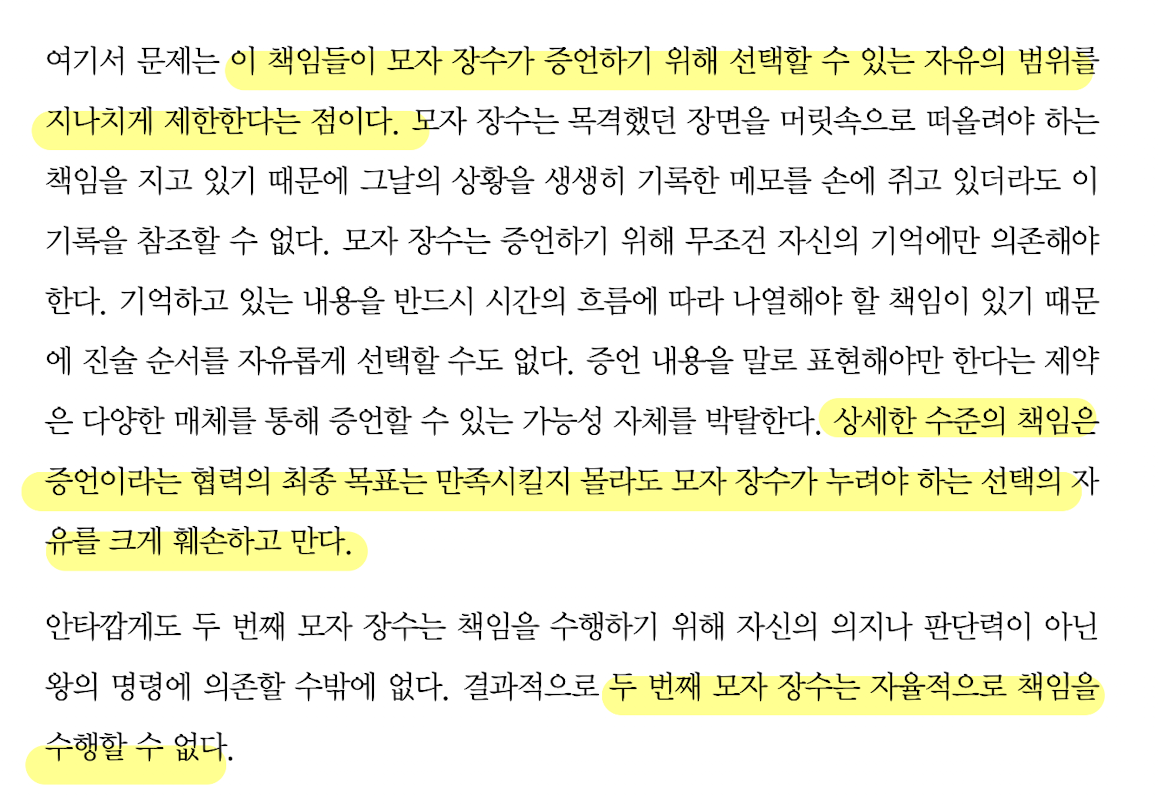 여기서 문제는 이 책임들이 모자 장수가 증언하기 위해 선택할 수 있는 자유의 범위를
지나치게 제한한다는 점이다. 모자 장수는 목격했던 장면을 머릿속으로 떠올려야 하는
책임을 지고 있기 때문에 그날의 상황을 생생히 기록한 메모를 손에 쥐고 있더라도 이
기록을 참조할 수 없다. 모자 장수는 증언하기 위해 무조건 자신의 기억에만 의존해야
한다. 기억하고 있는 내용을 반드시 시간의 흐름에 따라 나열해야 할 책임이 있기 때문
에 진술 순서를 자유롭게 선택할 수도 없다. 증언 내용을 말로 표현해야만 한다는 제약
은 다양한 매체를 통해 증언할 수 있는 가능성 자체를 박탈한다. 상세한 수준의 책임은
증언이라는 협력의 최종 목표는 만족시킬지 몰라도 모자 장수가 누려야 하는 선택의 자
유를 크게 훼손하고 만다.
안타깝게도 두 번째 모자 장수는 책임을 수행하기 위해 자신의 의지나 판단력이 아닌
왕의 명령에 의존할 수밖에 없다. 결과적으로 두 번째 모자 장수는 자율적으로 책임을
수행할 수 없다.